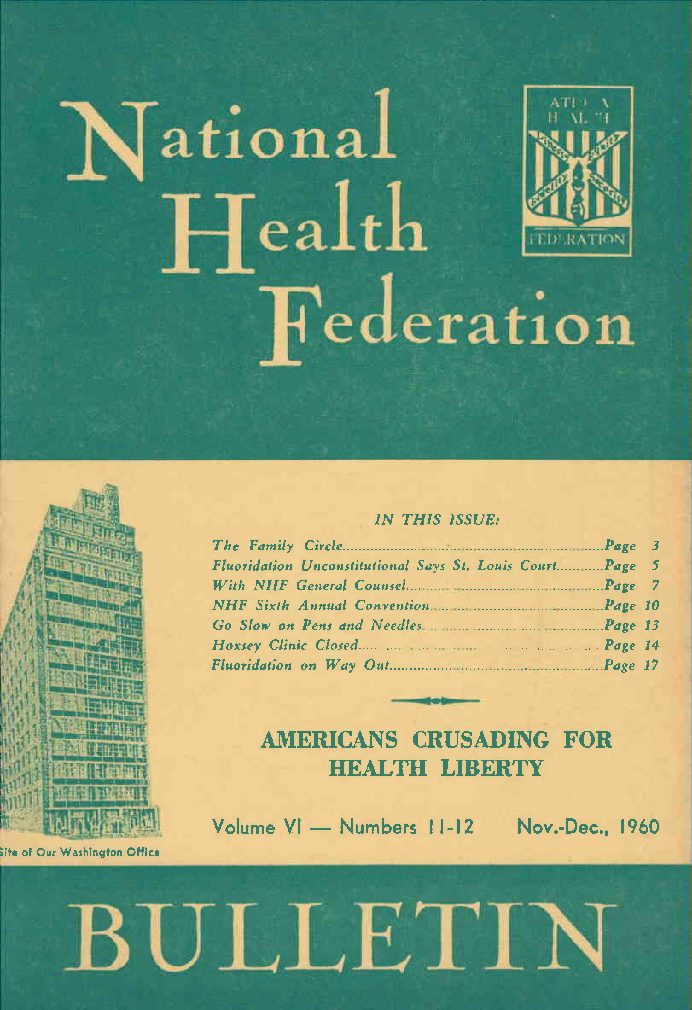 National
Health
Federation
FEDERATION
IN THIS ISSUE:
The Family Circle....................Page 3
Fluoridation Unconstitutional Says St. Louis Court............Page 5
With NHF General Counsel....................Page 7
NHF Sixth Annual Convention....................Page 10
Go Slow on Pens and Needles....................Page 13
Hoxsey Clinic Closed....................Page 14
Fluoridation on Way Out....................Page 17
AMERICANS CRUSADING FOR
HEALTH LIBERTY
Volume VI — Numbers 11-12 Nov.-Dec., 1960
Site of Our Washington Office
BULLETIN